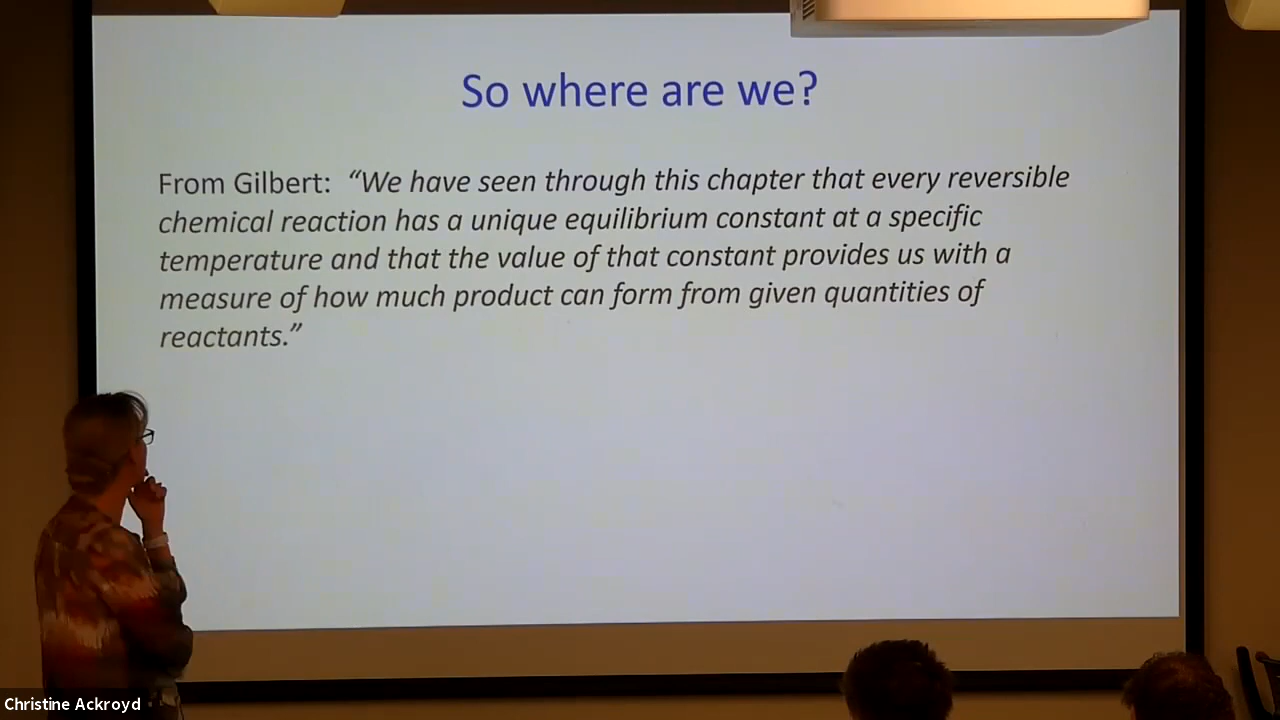 So where are we?
From Gilbert: “We have seen through this chapter that every reversible
chemical reaction has a unique equilibrium constant at a specific
temperature and that the value of that constant provides us with a
measure of how much product can form from given quantities of
reactants.”
Christine Ackroyd